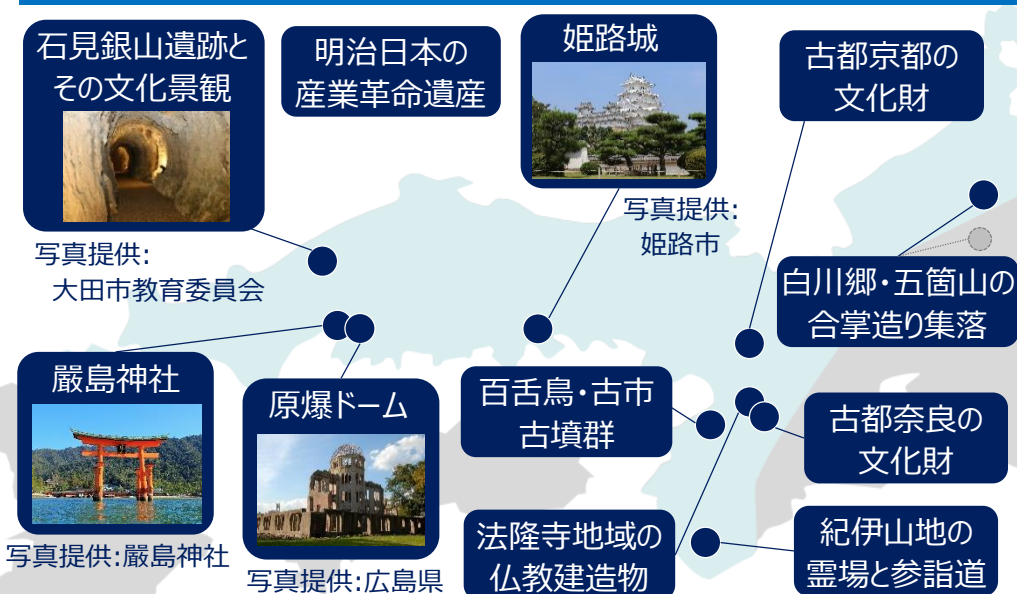 石見銀山遺跡と
その文化景観
写真提供:
大田市教育委員会
明治日本の
産業革命遺産
姫路城
写真提供:
姫路市
古都京都の
文化財
白川郷・五箇山の
合掌造り集落
嚴島神社
写真提供:嚴島神社
原爆ドーム
写真提供:広島県
百舌鳥・古市
古墳群
古都奈良の
文化財
法隆寺地域の
仏教建造物
紀伊山地の
霊場と参詣道